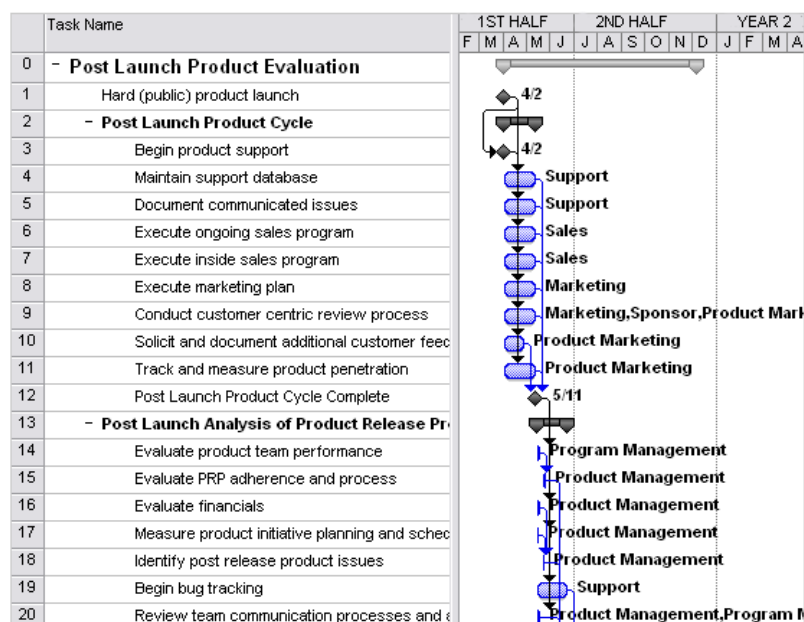 Task Name 1ST HALF 2ND HALF YEAR 2
F M A M J J A S O N D J F M A
0 - Post Launch Product Evaluation
1 Hard (public) product launch 4/2
2 - Post Launch Product Cycle
3 Begin product support 4/2
4 Maintain support database Support
5 Document communicated issues Support
6 Execute ongoing sales program Sales
7 Execute inside sales program Sales
8 Execute marketing plan Marketing
9 Conduct customer centric review process Marketing,Sponsor,Product Mark
10 Solicit and document additional customer feec Product Marketing
11 Track and measure product penetration Product Marketing
12 Post Launch Product Cycle Complete 5/11
13 - Post Launch Analysis of Product Release Pr
14 Evaluate product team performance Program Management
15 Evaluate PRP adherence and process Product Management
16 Evaluate financials Product Management
17 Measure product initiative planning and sched Product Management
18 Identify post release product issues Product Management
19 Begin bug tracking Support
20 Review team communication processes and Product Management,Program